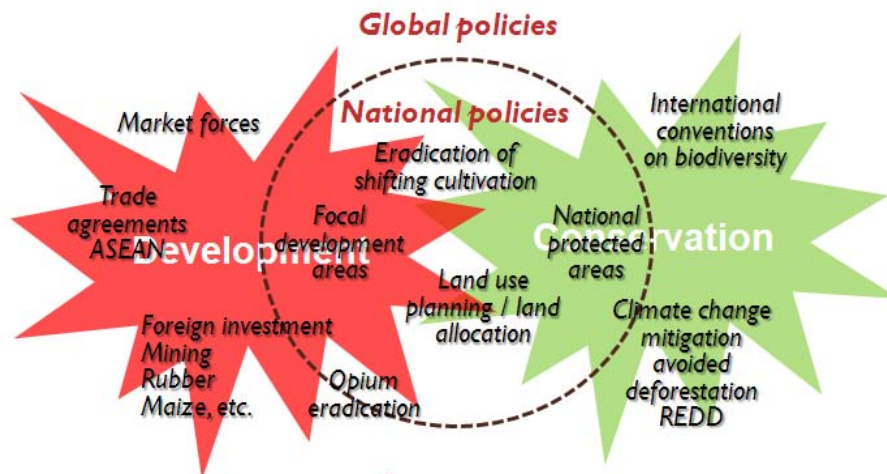 Global policies
National policies
Market forces
International
conventions
on biodiversity
Eradication of
shifting cultivation
Trade
agreements
ASEAN
Development
Focal
development
areas
National
protected
areas
Conservation
Land use
planning / land
allocation
Foreign investment
Mining
Rubber
Maize, etc.
Opium
eradication
Climate change
mitigation
avoided
deforestation
REDD